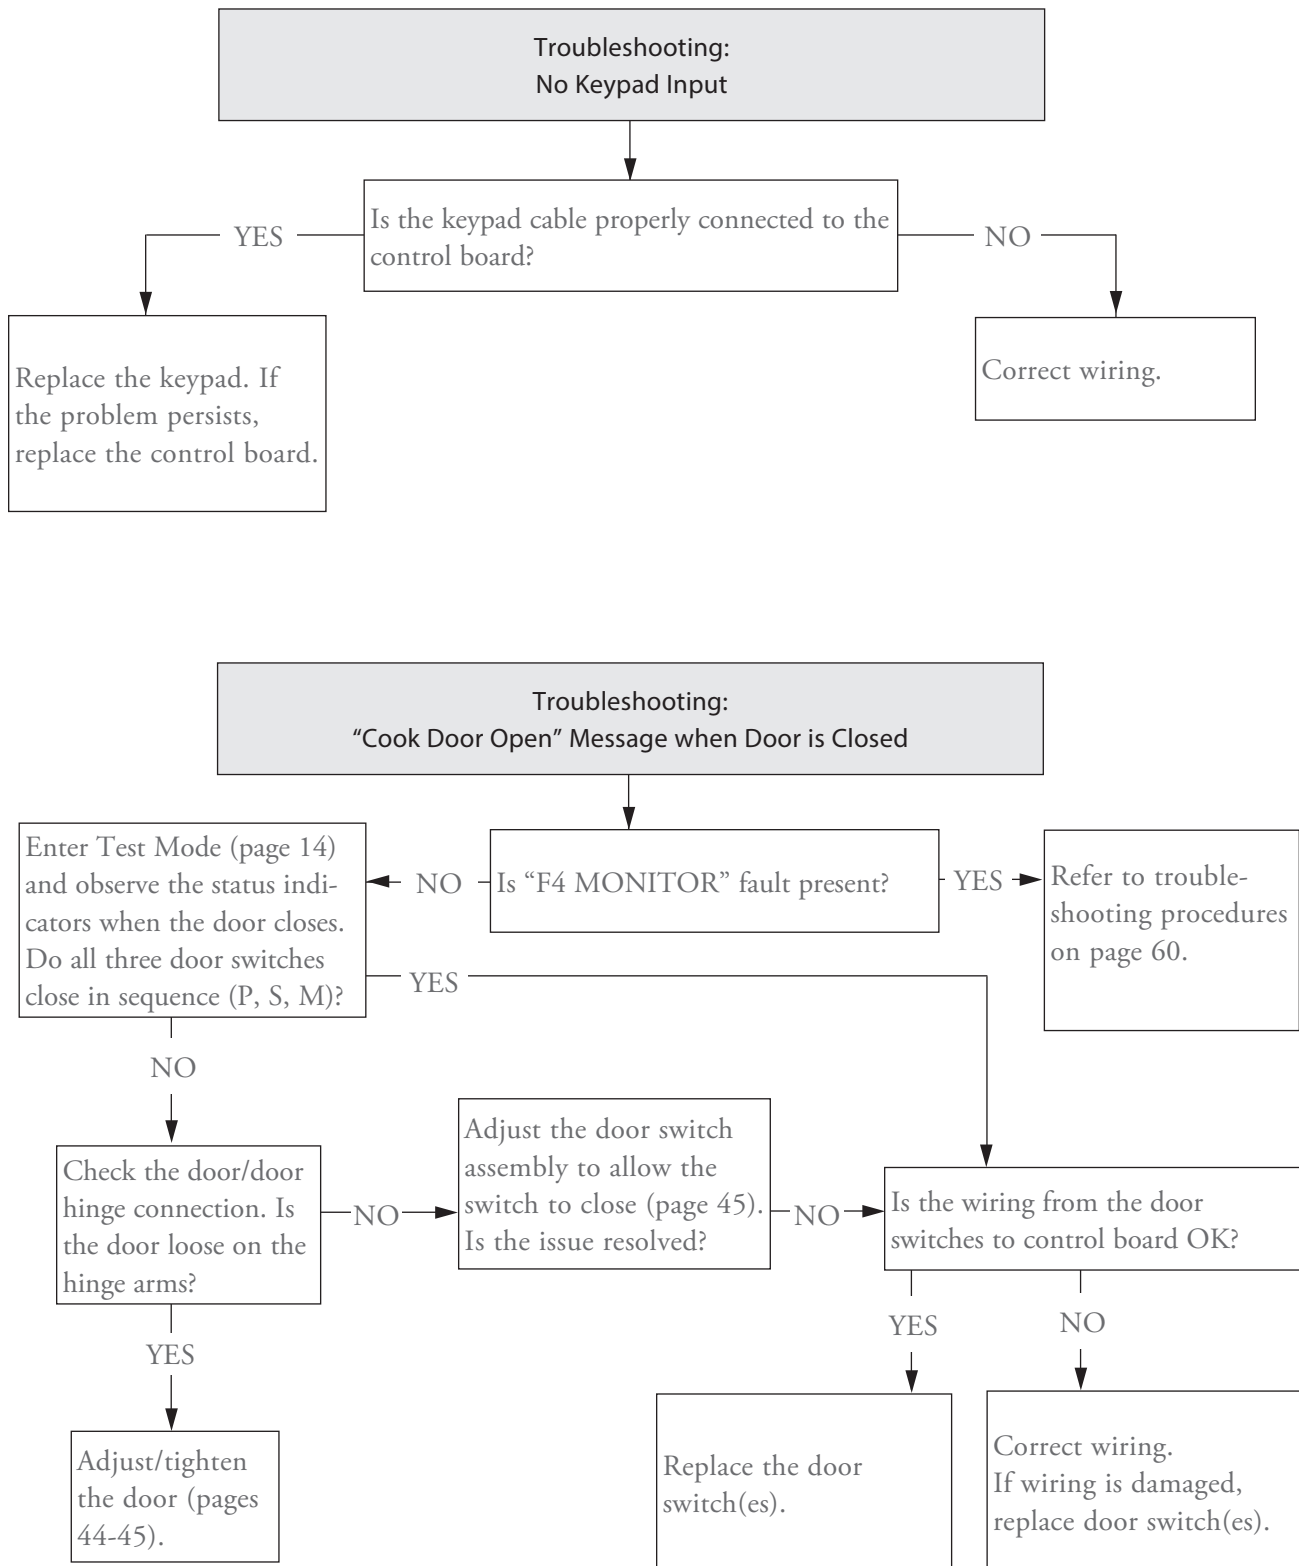 Troubleshooting:
No Keypad Input
Is the keypad cable properly connected to the
control board?
YES
NO
Replace the keypad. If
the problem persists,
replace the control board.
Correct wiring.
Troubleshooting:
“Cook Door Open” Message when Door is Closed
Enter Test Mode (page 14)
and observe the status indi-
cators when the door closes.
Do all three door switches
close in sequence (P, S, M)?
NO
Is “F4 MONITOR” fault present?
YES
Refer to trouble-
shooting procedures
on page 60.
YES
NO
Check the door/door
hinge connection. Is
the door loose on the
hinge arms?
NO
Adjust the door switch
assembly to allow the
switch to close (page 45).
Is the issue resolved?
NO
Is the wiring from the door
switches to control board OK?
YES
YES
NO
Adjust/tighten
the door (pages
44-45).
Replace the door
switch(es).
Correct wiring.
If wiring is damaged,
replace door switch(es).